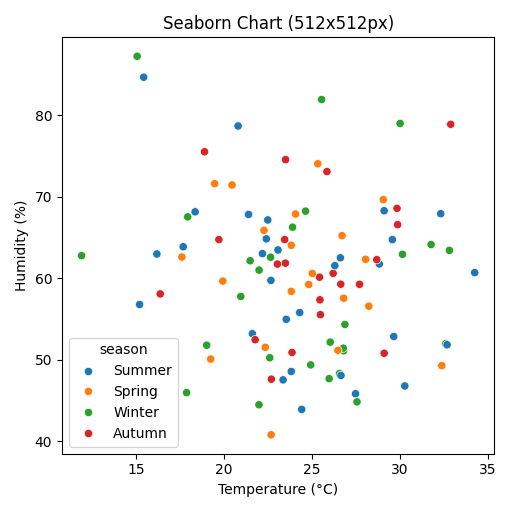 Seaborn Chart (512x512px)
Humidity (%)
80
70
60
50
40
season
Summer
Spring
Winter
Autumn
15 20 25 30 35
Temperature (°C)